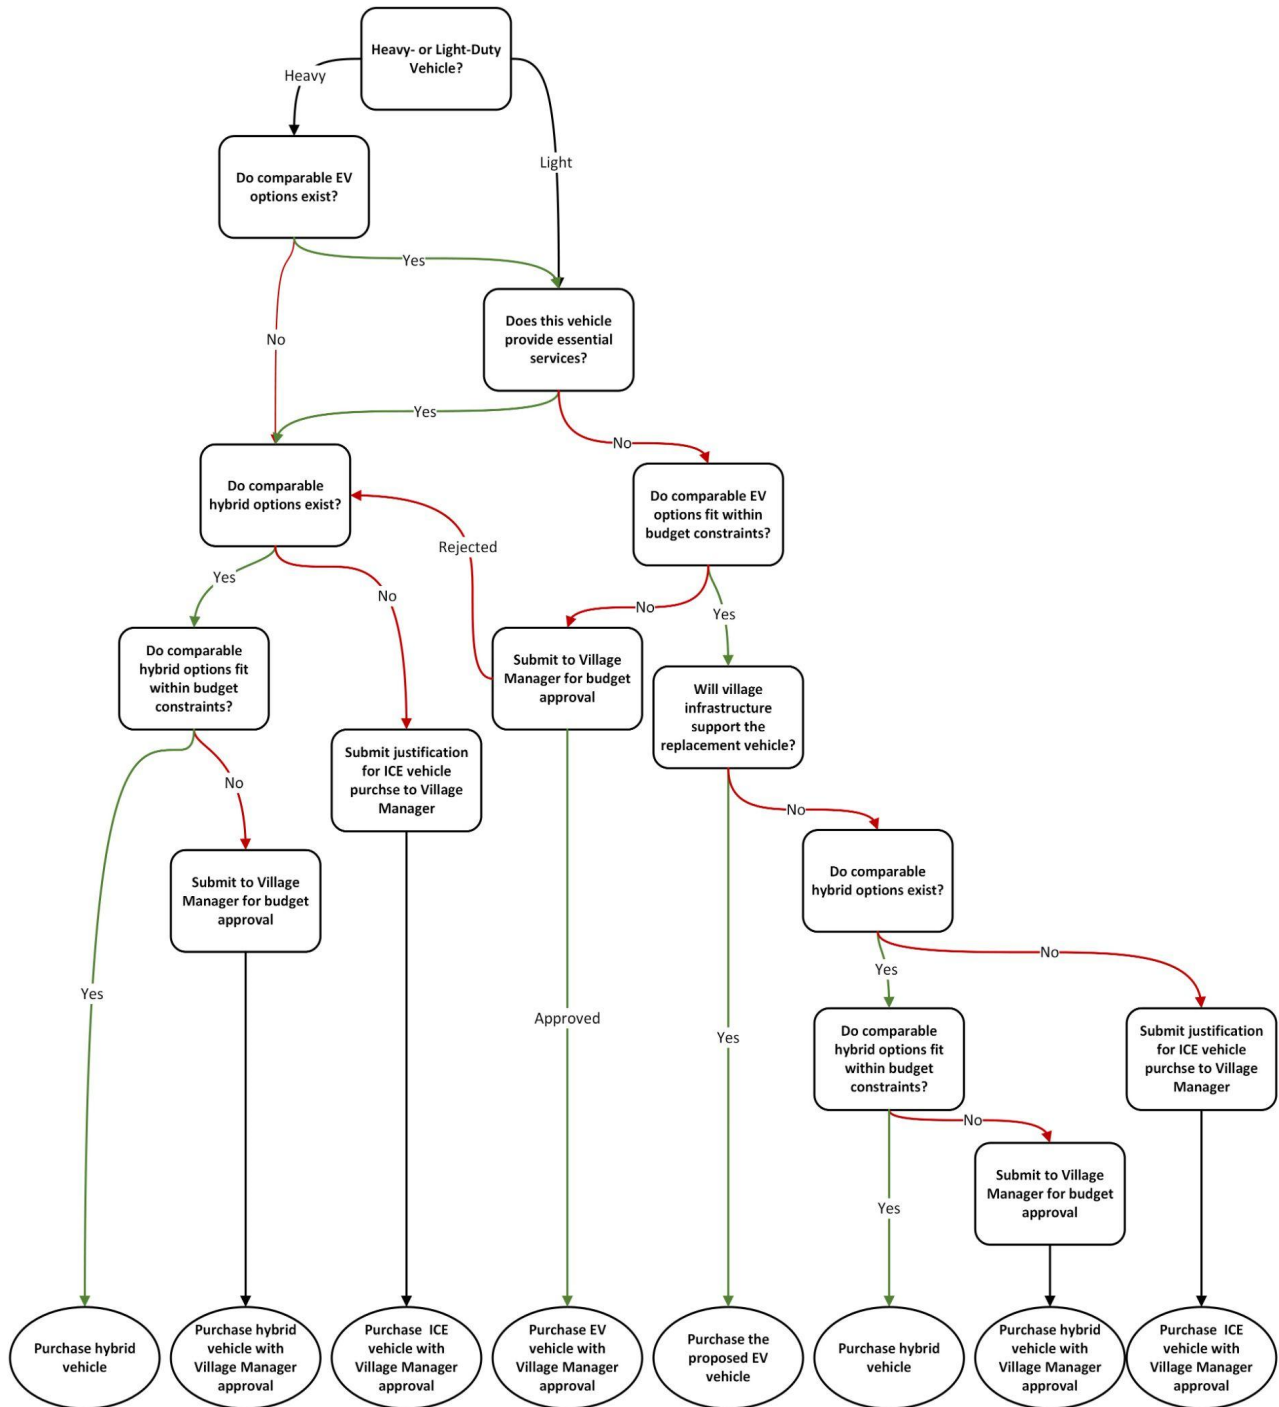 Heavy- or Light-Duty
Vehicle?
Heavy
Light
Do comparable EV
options exist?
Yes
No
Does this vehicle
provide essential
services?
Yes
No
Do comparable
hybrid options exist?
Do comparable EV
options fit within
budget constraints?
Rejected
Yes
No
No
Yes
Do comparable
hybrid options fit
within budget
constraints?
Submit to Village
Manager for budget
approval
Will village
infrastructure
support the
replacement vehicle?
No
Submit justification
for ICE vehicle
purchse to Village
Manager
No
Do comparable
hybrid options exist?
Submit to Village
Manager for budget
approval
Yes
Approved
Yes
Yes
No
Do comparable
hybrid options fit
within budget
constraints?
Submit justification
for ICE vehicle
purchse to Village
Manager
No
Yes
Submit to Village
Manager for budget
approval
Purchase hybrid
vehicle
Purchase hybrid
vehicle with
Village Manager
approval
Purchase ICE
vehicle with
Village Manager
approval
Purchase EV
vehicle with
Village Manager
approval
Purchase the
proposed EV
vehicle
Purchase hybrid
vehicle
Purchase hybrid
vehicle with
Village Manager
approval
Purchase ICE
vehicle with
Village Manager
approval